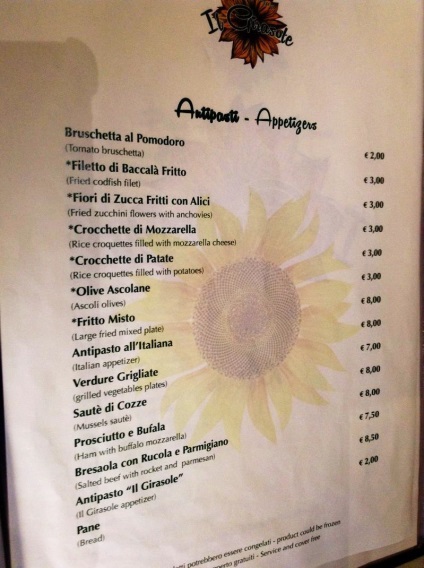 Il Girasole
Antipasti - Appetizers
Bruschetta al Pomodoro € 2,00
(Tomato bruschetta)
*Filetto di Baccalà Fritto € 3,00
(Fried codfish filet)
*Fiori di Zucca Fritti con Alici € 3,00
(Fried zucchini flowers with anchovies)
*Crocchette di Mozzarella € 3,00
(Rice croquettes filled with mozzarella cheese)
*Crocchette di Patate € 3,00
(Rice croquettes filled with potatoes)
*Olive Ascolane € 3,00
(Ascoli olives)
*Fritto Misto € 8,00
(Large fried mixed plate)
Antipasto all'Italiana € 8,00
(Italian appetizer)
Verdure Grigliate € 7,00
(grilled vegetables plates)
Sautè di Cozze € 8,00
(Mussels sautè)
Prosciutto e Bufala € 8,00
(Ham with buffalo mozzarella)
Bresaola con Rucola e Parmigiano € 7,50
(Salted beef with rocket and parmesan)
Antipasto "Il Girasole" € 8,50
(Il Girasole appetizer)
Pane € 2,00
(Bread)
potrebbero essere congelati - product could be frozen
gratuiti - Service and cover free